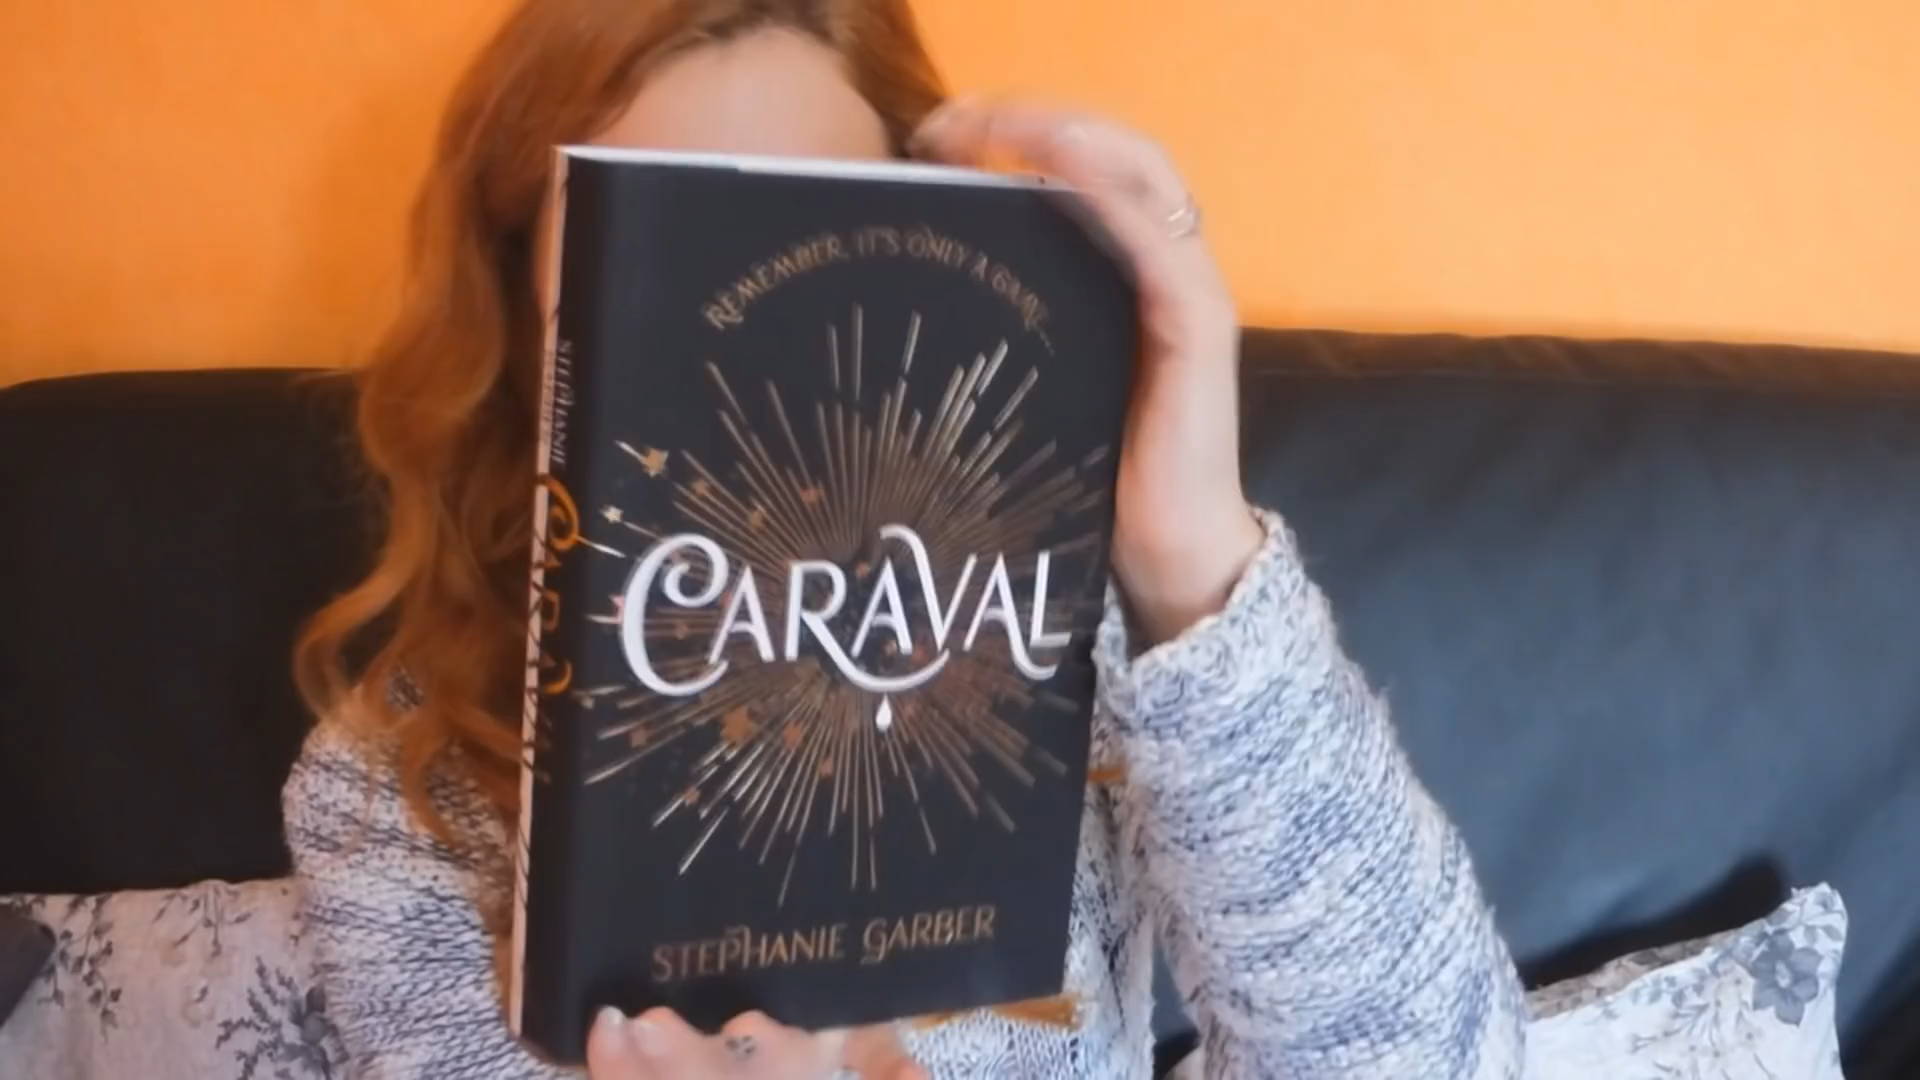 REMEMBER, IT'S ONLY A GAME...
CARAVAL
STEPHANIE GARBER
STEPHANIE
CARAVAL